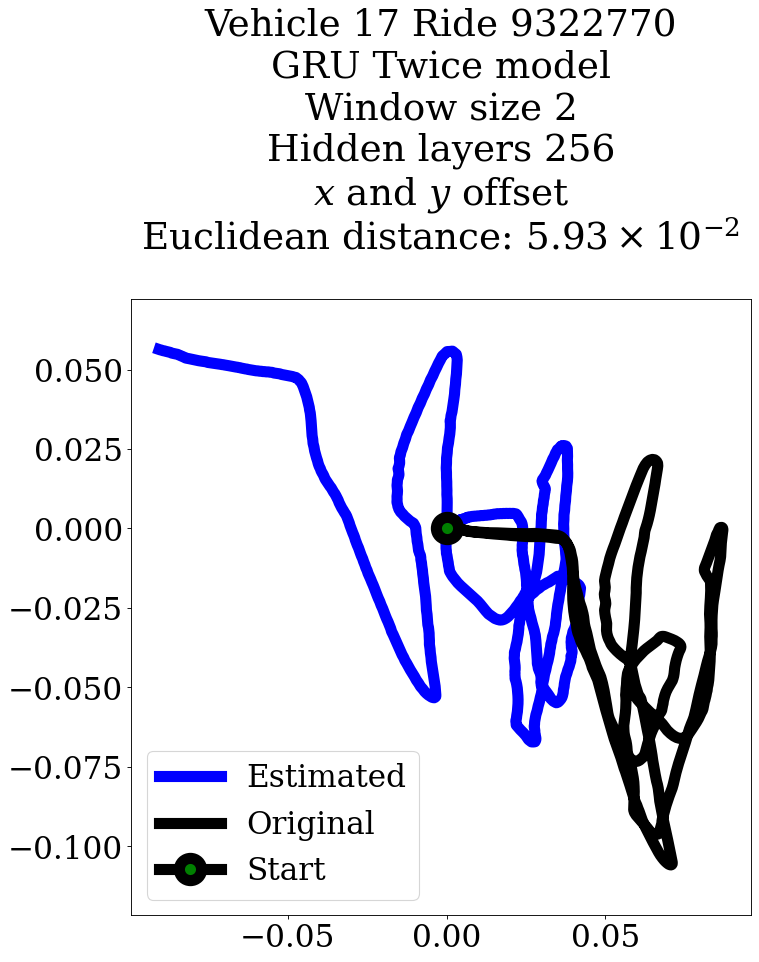 Vehicle 17 Ride 9322770
GRU Twice model
Window size 2
Hidden layers 256
x and y offset
Euclidean distance: 5.93 × 10⁻²
0.050
0.025
0.000
−0.025
−0.050
−0.075
−0.100
Estimated
Original
Start
−0.05 0.00 0.05